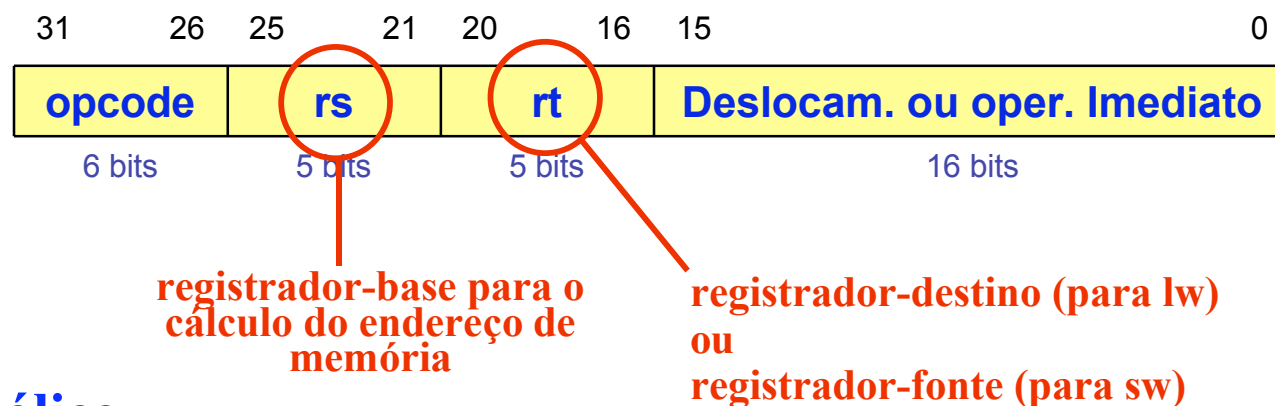 31 26 25 21 20 16 15 0
opcode rs rt Deslocam. ou oper. Imediato
6 bits 5 bits 5 bits 16 bits
registrador-base para o
cálculo do endereço de
memória
registrador-destino (para lw)
ou
registrador-fonte (para sw)